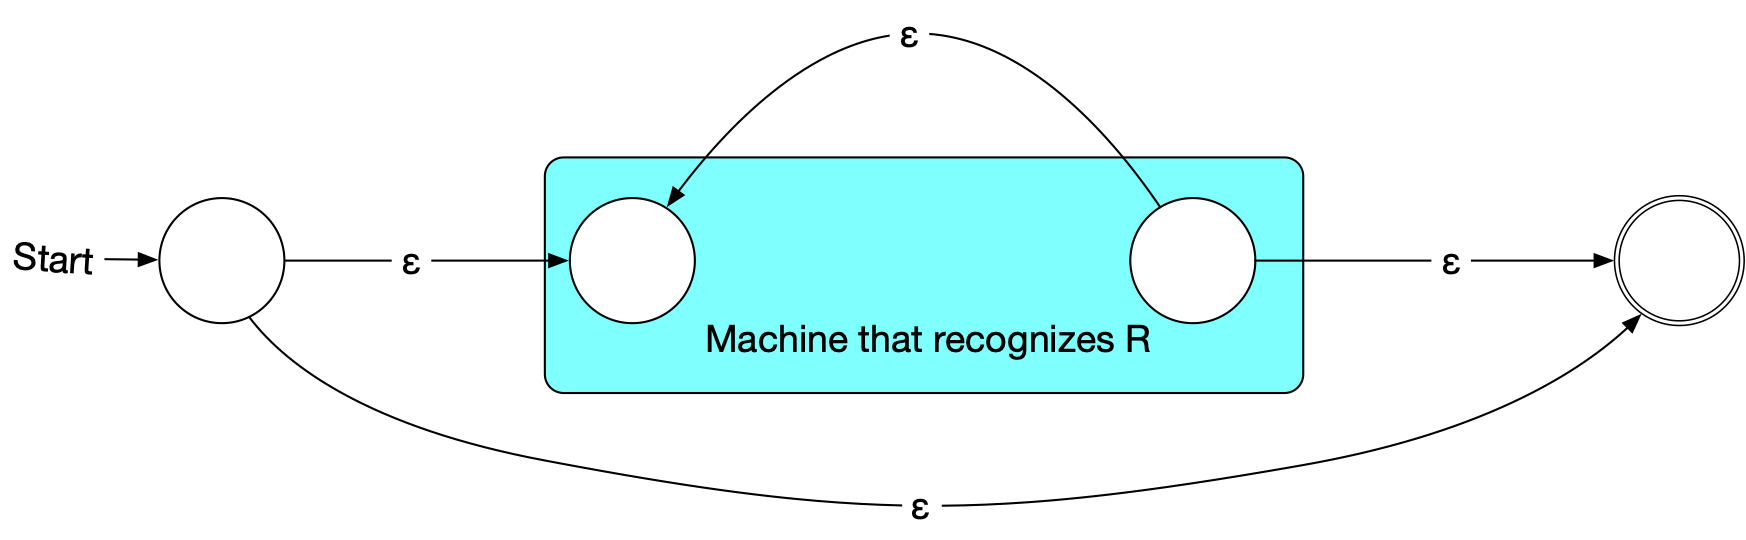 ε
Start
ε
ε
Machine that recognizes R
ε